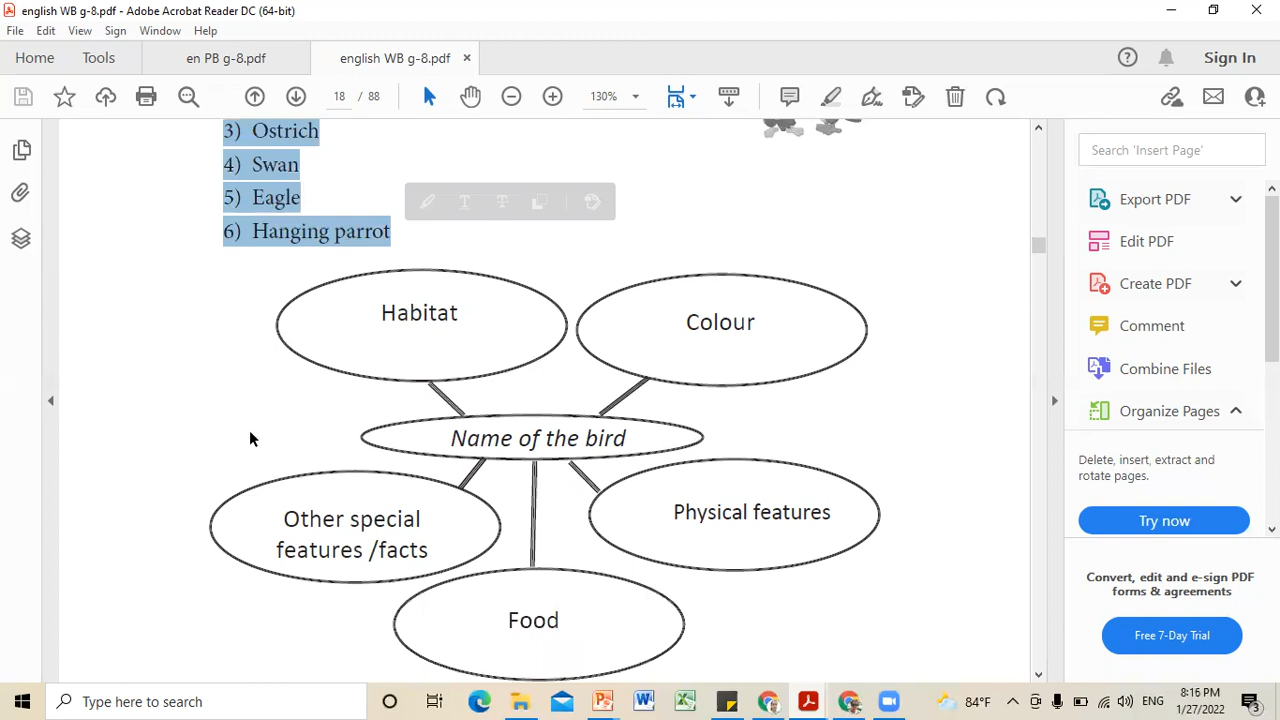 english WB g-8.pdf - Adobe Acrobat Reader DC (64-bit)
File Edit View Sign Window Help
Home Tools en PB g-8.pdf english WB g-8.pdf × Sign In
18 / 88 130%
3) Ostrich
4) Swan
5) Eagle
6) Hanging parrot
Habitat
Colour
Name of the bird
Other special
features /facts
Physical features
Food
Search 'Insert Page'
Export PDF
Edit PDF
Create PDF
Comment
Combine Files
Organize Pages
Delete, insert, extract and
rotate pages.
Try now
Convert, edit and e-sign PDF
forms & agreements
Free 7-Day Trial
Type here to search
84°F
ENG
8:16 PM
1/27/2022
3